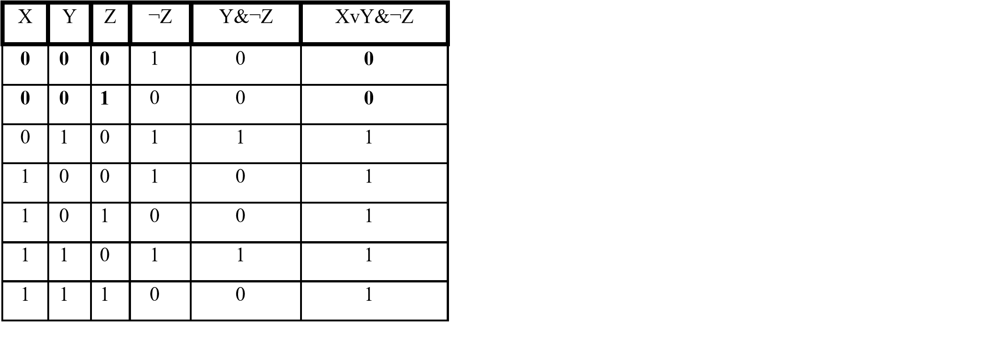 X Y Z ¬Z Y&¬Z XvY&¬Z
0 0 0 1 0 0
0 0 1 0 0 0
0 1 0 1 1 1
1 0 0 1 0 1
1 0 1 0 0 1
1 1 0 1 1 1
1 1 1 0 0 1